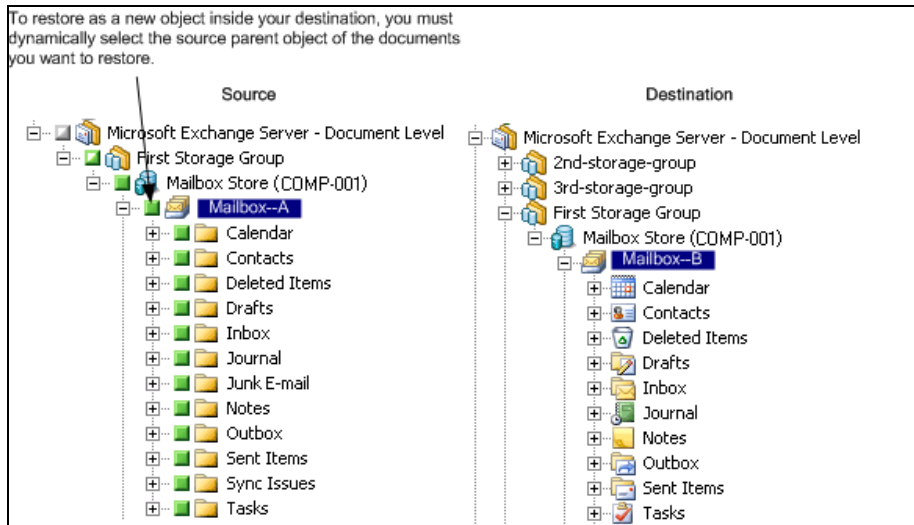 To restore as a new object inside your destination, you must
dynamically select the source parent object of the documents
you want to restore.
Source
Microsoft Exchange Server - Document Level
First Storage Group
Mailbox Store (COMP-001)
Mailbox--A
Calendar
Contacts
Deleted Items
Drafts
Inbox
Journal
Junk E-mail
Notes
Outbox
Sent Items
Sync Issues
Tasks
Destination
Microsoft Exchange Server - Document Level
2nd-storage-group
3rd-storage-group
First Storage Group
Mailbox Store (COMP-001)
Mailbox--B
Calendar
Contacts
Deleted Items
Drafts
Inbox
Journal
Notes
Outbox
Sent Items
Tasks